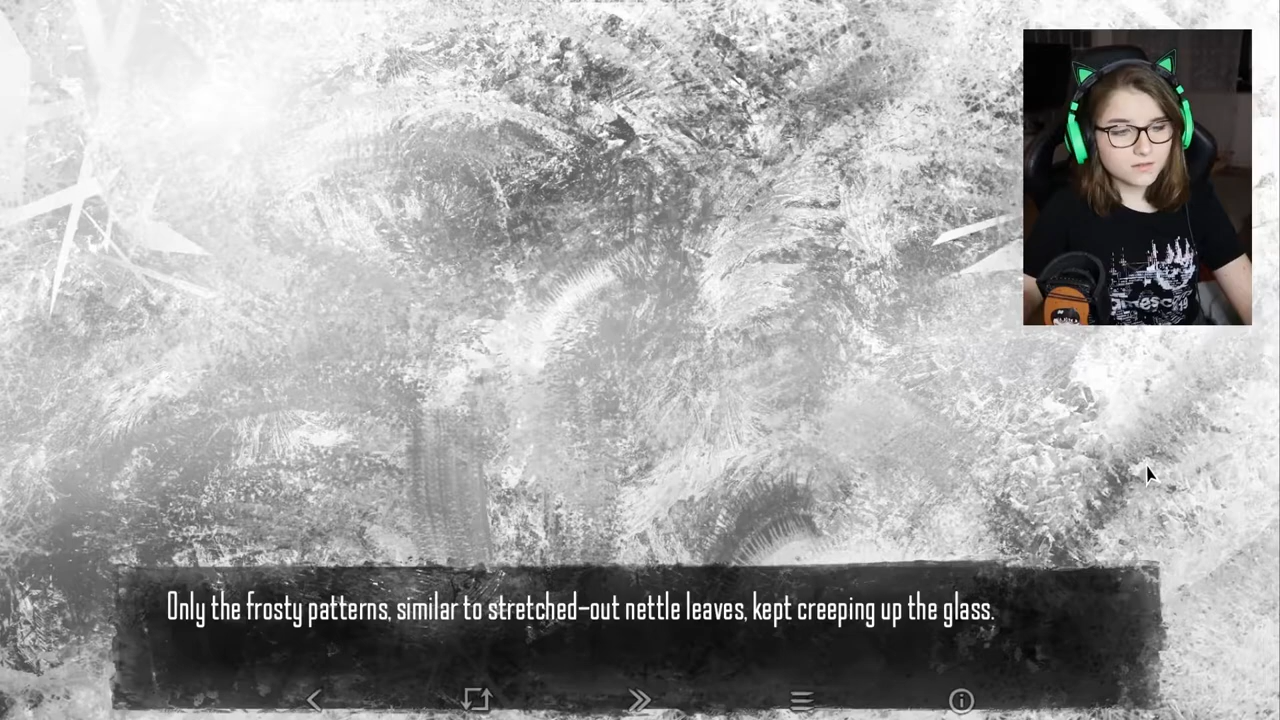 Only the frosty patterns, similar to stretched-out nettle leaves, kept creeping up the glass.